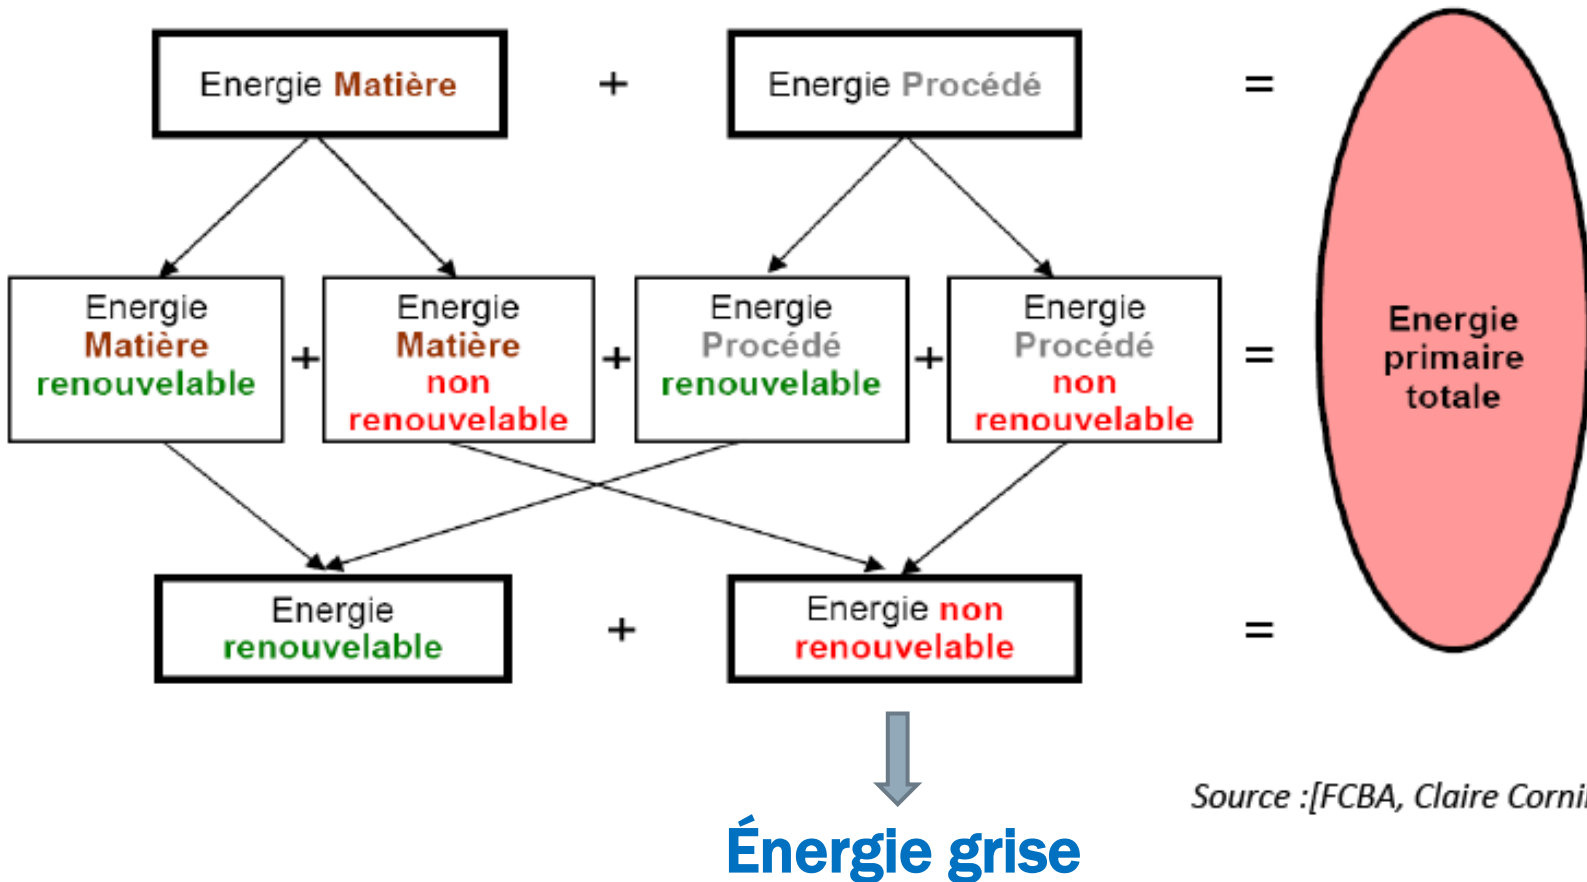 Energie Matière + Energie Procédé =
Energie
Matière
renouvelable
+
Energie
Matière
non
renouvelable
+
Energie
Procédé
renouvelable
+
Energie
Procédé
non
renouvelable
=
Energie
primaire
totale
Energie
renouvelable
+
Energie non
renouvelable
=
Source :[FCBA, Claire
Énergie grise